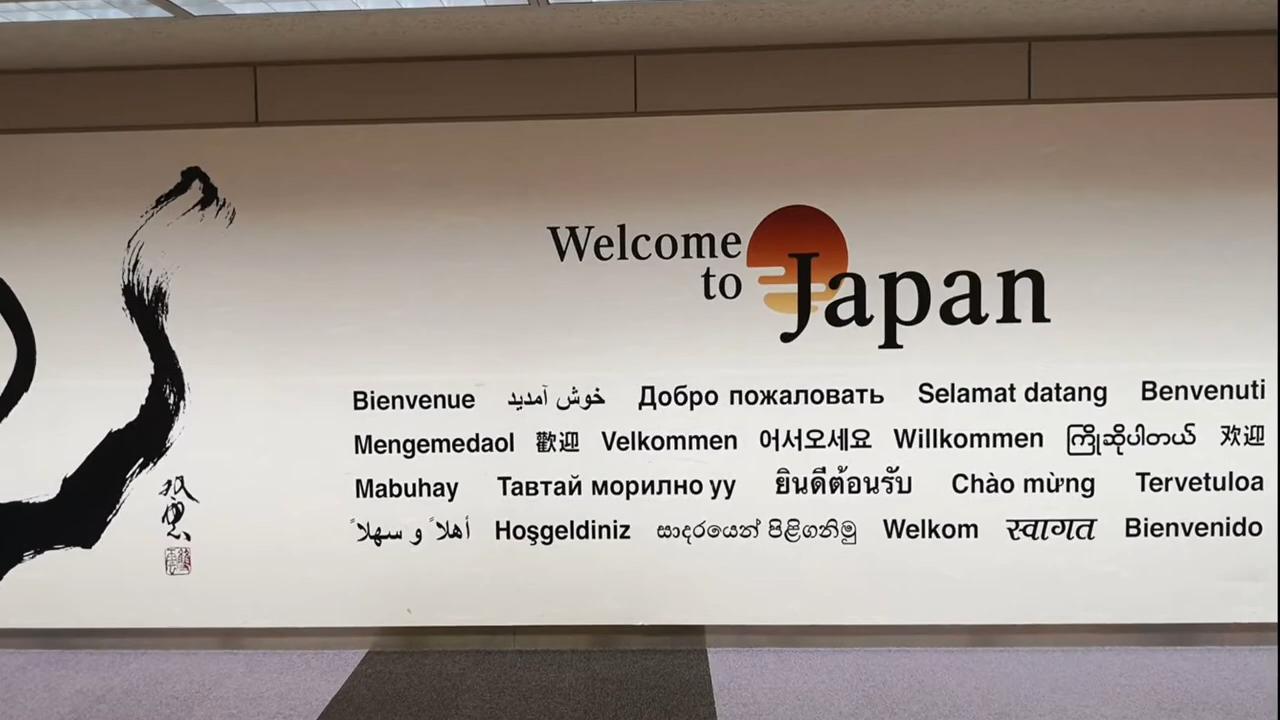 Welcome
to Japan
Bienvenue خوش آمدید Добро пожаловать Selamat datang Benvenuti
Mengemedaol 歡迎 Velkommen 어서오세요 Willkommen ကြိုဆိုပါတယ် 欢迎
Mabuhay Тавтай морилно уу ยินดีต้อนรับ Chào mừng Tervetuloa
أهلاً و سهلاً Hoşgeldiniz සාදරයෙන් පිළිගනිමු Welkom स्वागत Bienvenido